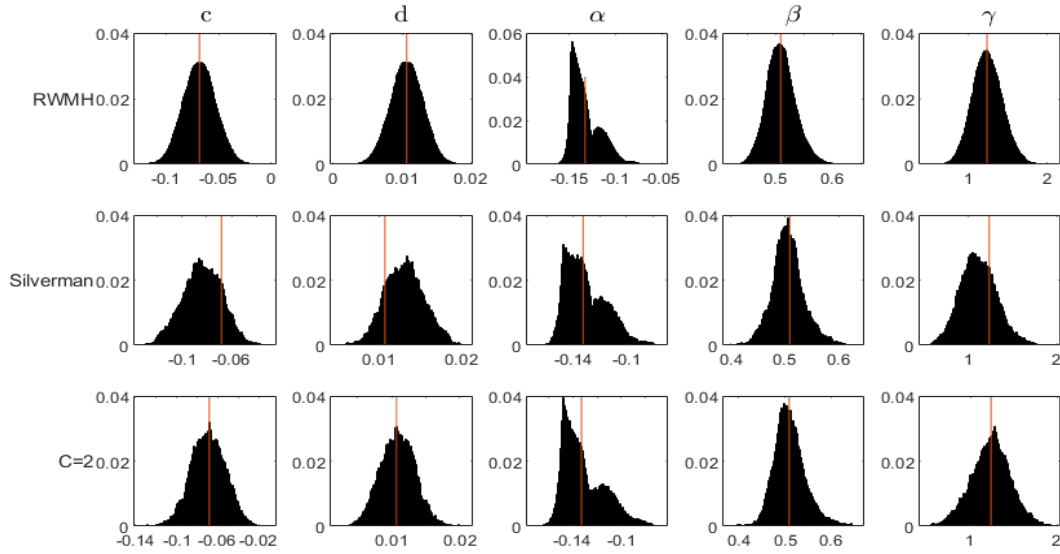 c d α β γ
0.04 0.04 0.06 0.04 0.04
0.04
RWMH 0.02 0.02 0.02 0.02
0.02
0 0 0 0 0
-0.1 -0.05 0 0 0.01 0.02 -0.15 -0.1 -0.05 0.5 0.6 1 2
0.04 0.04 0.04 0.04 0.04
Silverman 0.02 0.02 0.02 0.02 0.02
0 0 0 0 0
-0.1 -0.06 0.01 0.02 -0.14 -0.1 0.4 0.5 0.6 1 2
0.04 0.04 0.04 0.04 0.04
C=2 0.02 0.02 0.02 0.02 0.02
0 0 0 0 0
-0.14 -0.1 -0.06 -0.02 0.01 0.02 -0.14 -0.1 0.4 0.5 0.6 1 2